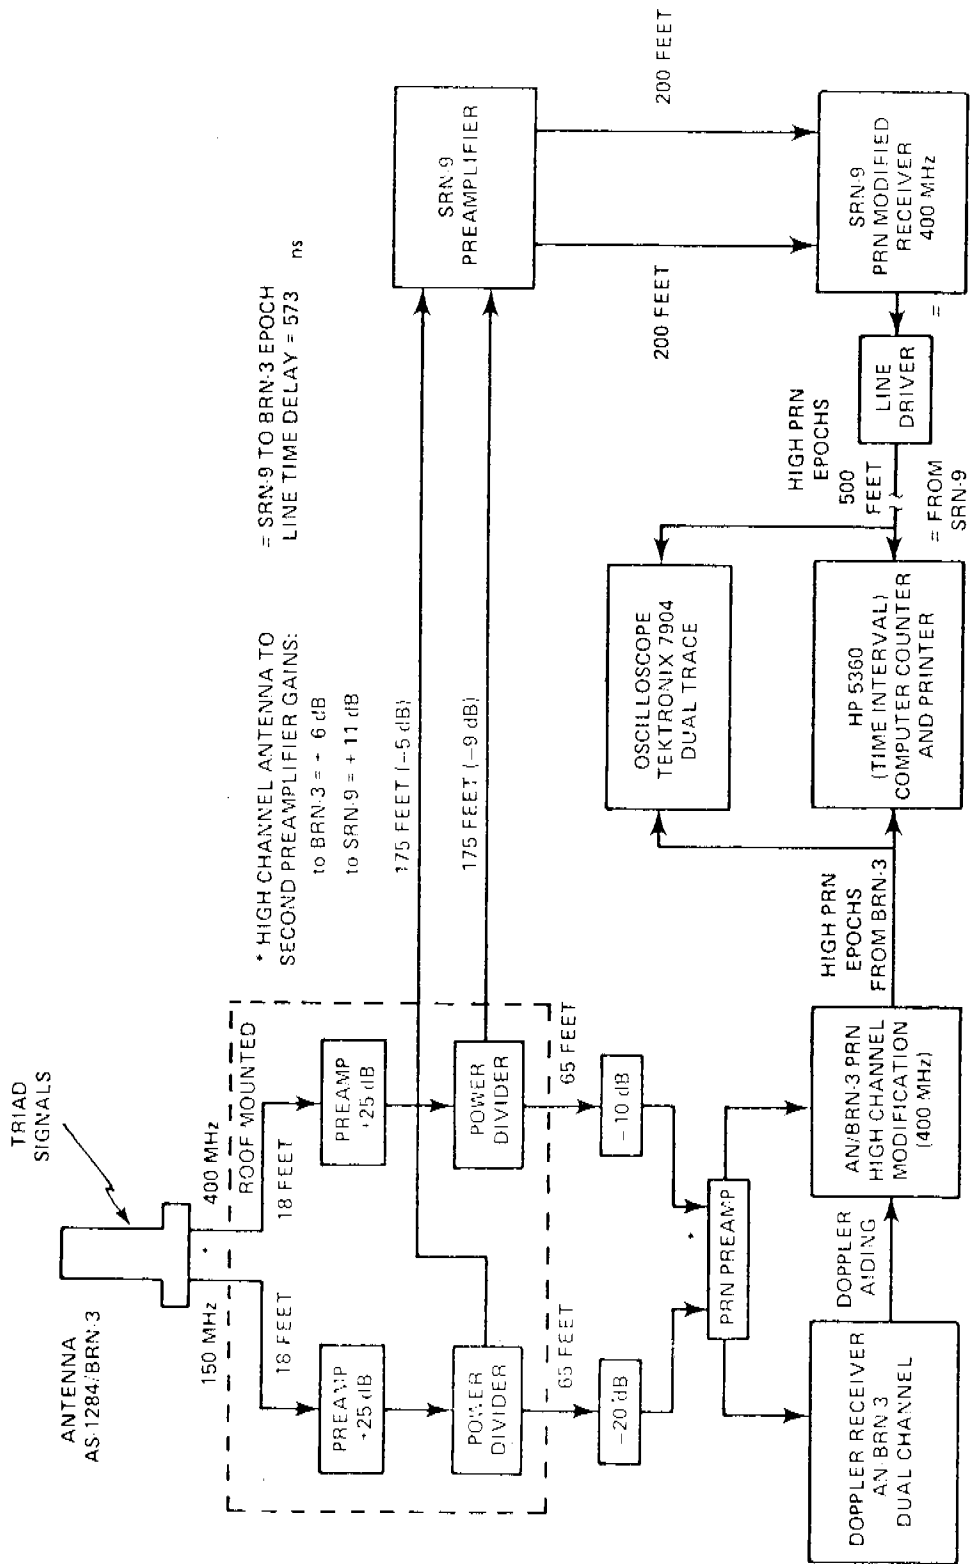 TRIAD
SIGNALS
ANTENNA
AS-1284/BRN-3
150 MHz
*
400 MHz
18 FEET
18 FEET
ROOF MOUNTED
PREAMP
+25 dB
PREAMP
+25 dB
POWER
DIVIDER
POWER
DIVIDER
65 FEET
65 FEET
-20 dB
-10 dB
*
PRN PREAMP
DOPPLER RECEIVER
AN/BRN 3
DUAL CHANNEL
DOPPLER
AIDING
AN/BRN-3 PRN
HIGH CHANNEL
MODIFICATION
(400 MHz)
* HIGH CHANNEL ANTENNA TO
SECOND PREAMPLIFIER GAINS:
to BRN-3 = + 6 dB
to SRN-9 = + 11 dB
= SRN-9 TO BRN-3 EPOCH
LINE TIME DELAY = 573 ns
175 FEET (-5 dB)
175 FEET (-9 dB)
SRN-9
PREAMPLIFIER
200 FEET
200 FEET
SRN-9
PRN MODIFIED
RECEIVER
400 MHz
=
LINE
DRIVER
HIGH PRN
EPOCHS
500
FEET
= FROM
SRN-9
OSCILLOSCOPE
TEKTRONIX 7904
DUAL TRACE
HP 5360
(TIME INTERVAL)
COMPUTER COUNTER
AND PRINTER
HIGH PRN
EPOCHS
FROM BRN-3